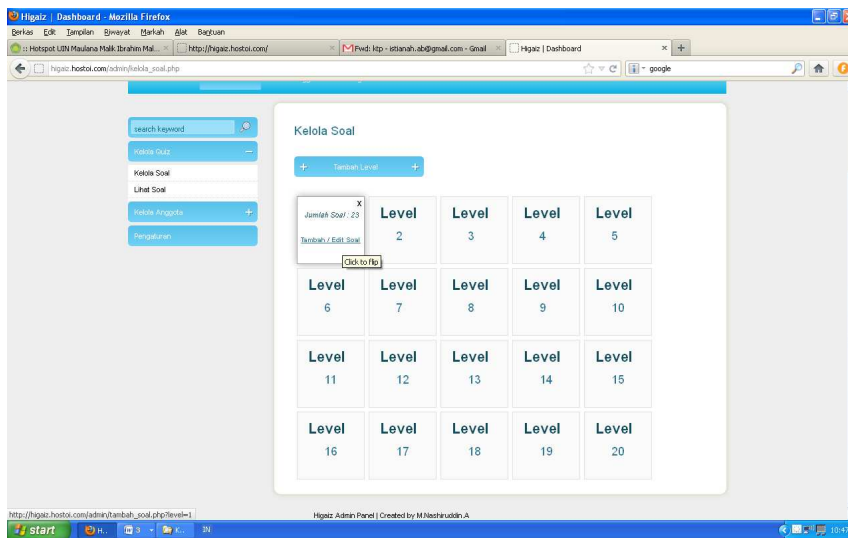 Higaiz | Dashboard - Mozilla Firefox
Berkas Edit Tampilan Riwayat Markah Alat Bantuan
:: Hotspot UIN Maulana Malik Ibrahim Mal... × http://higaiz.hostoi.com/ × Fwd: ktp - istianah.ab@gmail.com - Gmail × Higaiz | Dashboard × +
higaiz.hostoi.com/admin/kelola_soal.php google
search keyword
Kelola Quiz −
Kelola Soal
Lihat Soal
Kelola Anggota +
Pengaturan
Kelola Soal
+ Tambah Level +
X
Jumlah Soal : 23
Tambah / Edit Soal
Click to flip
Level 2
Level 3
Level 4
Level 5
Level 6
Level 7
Level 8
Level 9
Level 10
Level 11
Level 12
Level 13
Level 14
Level 15
Level 16
Level 17
Level 18
Level 19
Level 20
http://higaiz.hostoi.com/admin/tambah_soal.php?level=1
Higaiz Admin Panel | Created by M.Nashiruddin.A
start H.. 3 K.. IN 10:47